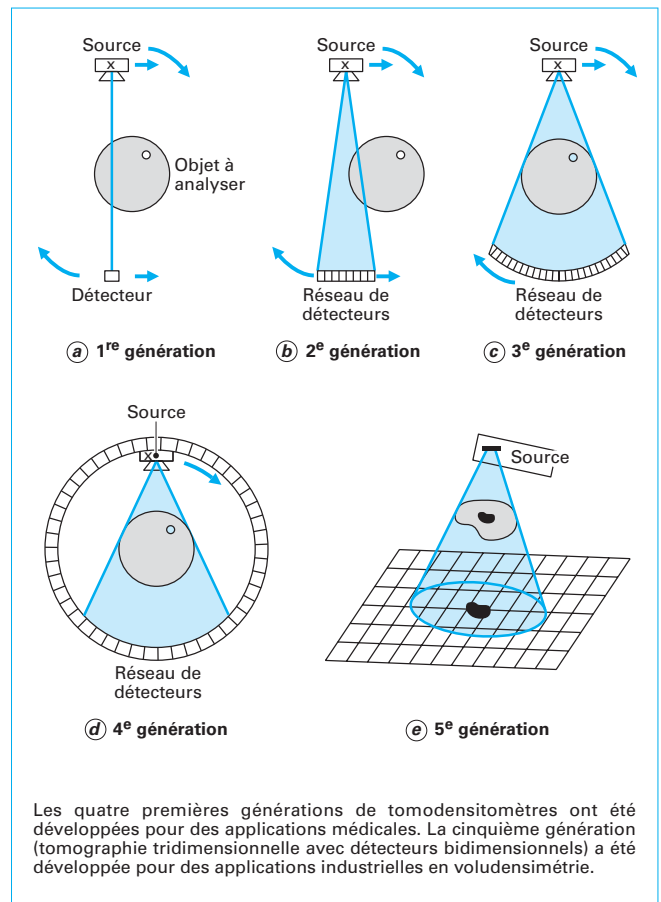 Source
x
Objet à
analyser
Détecteur
a 1re génération
Source
x
Réseau de
détecteurs
b 2e génération
Source
x
Réseau de
détecteurs
c 3e génération
Source
x
Réseau de
détecteurs
d 4e génération
Source
e 5e génération
Les quatre premières générations de tomodensitomètres ont été
développées pour des applications médicales. La cinquième génération
(tomographie tridimensionnelle avec détecteurs bidimensionnels) a été
développée pour des applications industrielles en voludensimétrie.